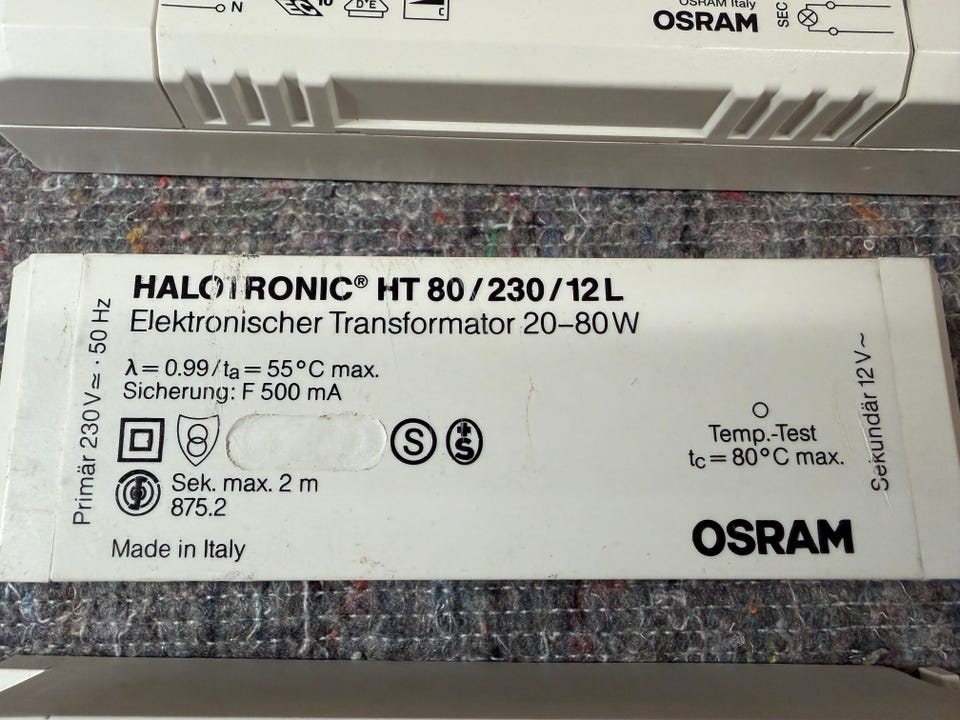 N
10
D'E
C
OSRAM Italy
OSRAM
SEC
HALOTRONIC® HT 80/230/12 L
Elektronischer Transformator 20–80 W
λ = 0.99 / ta = 55°C max.
Sicherung: F 500 mA
Primär 230V≃ · 50 Hz
S
+S
Sek. max. 2 m
875.2
Made in Italy
Temp.-Test
tc = 80°C max.
Sekundär 12 V ~
OSRAM